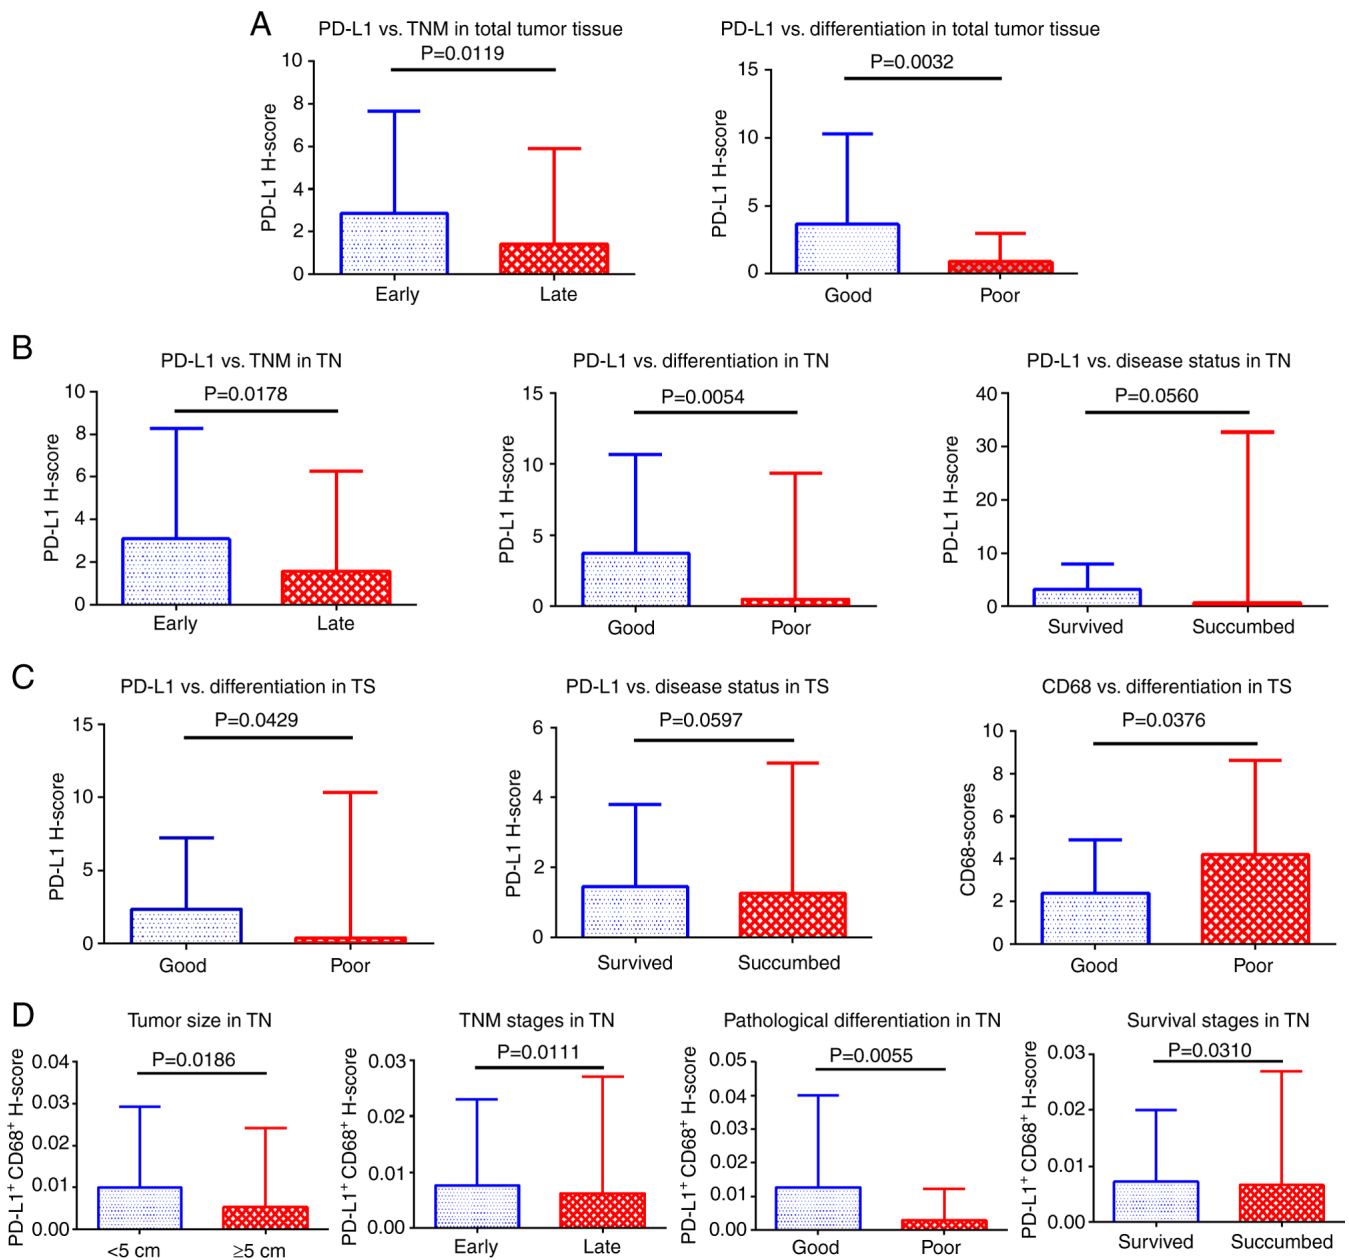 A
PD-L1 vs. TNM in total tumor tissue
P=0.0119
PD-L1 H-score
10
8
6
4
2
0
Early
Late
PD-L1 vs. differentiation in total tumor tissue
P=0.0032
PD-L1 H-score
15
10
5
0
Good
Poor
B
PD-L1 vs. TNM in TN
P=0.0178
PD-L1 H-score
10
8
6
4
2
0
Early
Late
PD-L1 vs. differentiation in TN
P=0.0054
PD-L1 H-score
15
10
5
0
Good
Poor
PD-L1 vs. disease status in TN
P=0.0560
PD-L1 H-score
40
30
20
10
0
Survived
Succumbed
C
PD-L1 vs. differentiation in TS
P=0.0429
PD-L1 H-score
15
10
5
0
Good
Poor
PD-L1 vs. disease status in TS
P=0.0597
PD-L1 H-score
6
4
2
0
Survived
Succumbed
CD68 vs. differentiation in TS
P=0.0376
CD68-scores
10
8
6
4
2
0
Good
Poor
D
Tumor size in TN
P=0.0186
PD-L1⁺ CD68⁺ H-score
0.04
0.03
0.02
0.01
0.00
<5 cm
≥5 cm
TNM stages in TN
P=0.0111
PD-L1⁺ CD68⁺ H-score
0.03
0.02
0.01
0.00
Early
Late
Pathological differentiation in TN
P=0.0055
PD-L1⁺ CD68⁺ H-score
0.05
0.04
0.03
0.02
0.01
0.00
Good
Poor
Survival stages in TN
P=0.0310
PD-L1⁺ CD68⁺ H-score
0.03
0.02
0.01
0.00
Survived
Succumbed